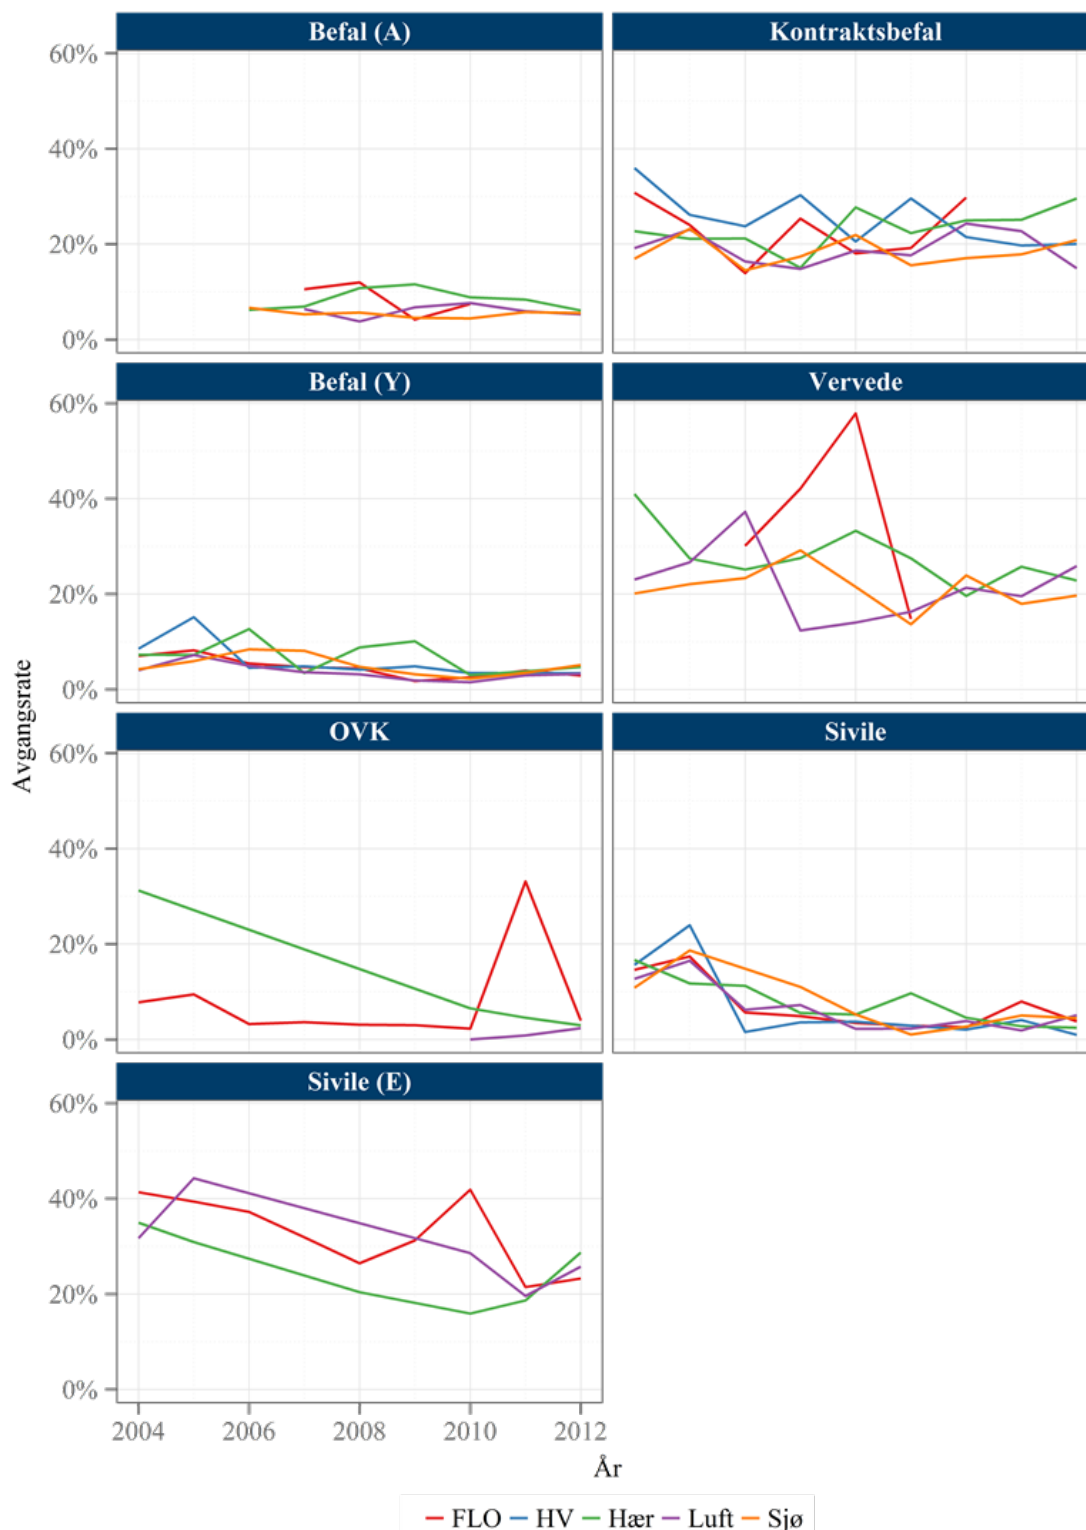 Befal (A) Kontraktsbefal
60%
40%
20%
0%
Befal (Y) Vervede
60%
40%
20%
0%
Avgangsrate
OVK Sivile
60%
40%
20%
0%
Sivile (E)
60%
40%
20%
0%
2004 2006 2008 2010 2012
År
FLO HV Hær Luft Sjø